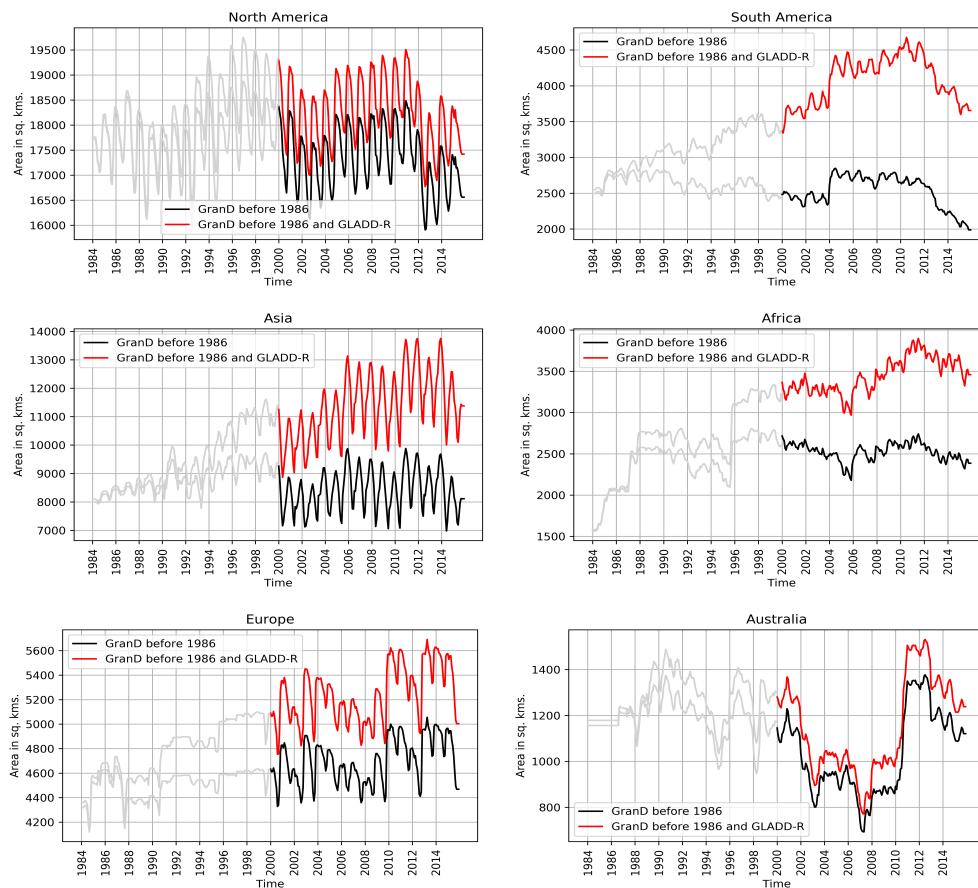 North America
Area in sq. kms.
19500
19000
18500
18000
17500
17000
16500
16000
GranD before 1986
GranD before 1986 and GLADD-R
1984 1986 1988 1990 1992 1994 1996 1998 2000 2002 2004 2006 2008 2010 2012 2014
Time
South America
Area in sq. kms.
4500
4000
3500
3000
2500
2000
GranD before 1986
GranD before 1986 and GLADD-R
1984 1986 1988 1990 1992 1994 1996 1998 2000 2002 2004 2006 2008 2010 2012 2014
Time
Asia
Area in sq. kms.
14000
13000
12000
11000
10000
9000
8000
7000
GranD before 1986
GranD before 1986 and GLADD-R
1984 1986 1988 1990 1992 1994 1996 1998 2000 2002 2004 2006 2008 2010 2012 2014
Time
Africa
Area in sq. kms.
4000
3500
3000
2500
2000
1500
GranD before 1986
GranD before 1986 and GLADD-R
1984 1986 1988 1990 1992 1994 1996 1998 2000 2002 2004 2006 2008 2010 2012 2014
Time
Europe
Area in sq. kms.
5600
5400
5200
5000
4800
4600
4400
4200
GranD before 1986
GranD before 1986 and GLADD-R
1984 1986 1988 1990 1992 1994 1996 1998 2000 2002 2004 2006 2008 2010 2012 2014
Time
Australia
Area in sq. kms.
1400
1200
1000
800
GranD before 1986
GranD before 1986 and GLADD-R
1984 1986 1988 1990 1992 1994 1996 1998 2000 2002 2004 2006 2008 2010 2012 2014
Time